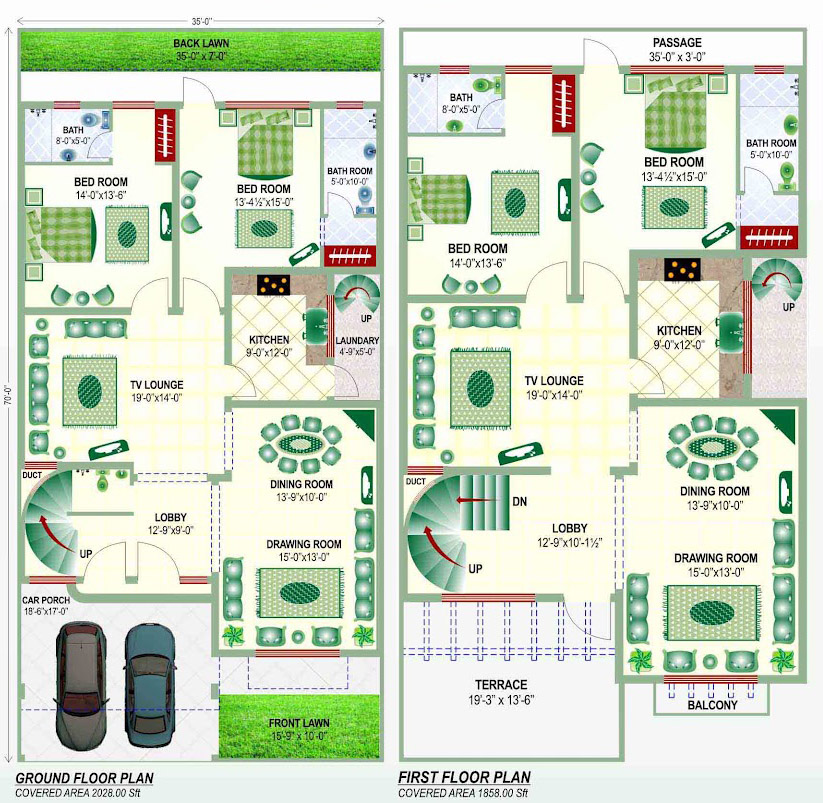 35'-0"
70'-0"
BACK LAWN
35'-0" x 7'-0"
BATH
8'-0"x5'-0"
BED ROOM
14'-0"x13'-6"
BED ROOM
13'-4½"x15'-0"
BATH ROOM
5'-0"x10'-0"
KITCHEN
9'-0"x12'-0"
UP
LAUNDARY
4'-9"x5'-0"
TV LOUNGE
19'-0"x14'-0"
DUCT
UP
LOBBY
12'-9"x9'-0"
DINING ROOM
13'-9"x10'-0"
DRAWING ROOM
15'-0"x13'-0"
CAR PORCH
18'-6"x17'-0"
FRONT LAWN
15'-9" x 10'-0"
GROUND FLOOR PLAN
COVERED AREA 2028.00 Sft
PASSAGE
35'-0" x 3'-0"
BATH
8'-0"x5'-0"
BED ROOM
14'-0"x13'-6"
BED ROOM
13'-4½"x15'-0"
BATH ROOM
5'-0"x10'-0"
KITCHEN
9'-0"x12'-0"
UP
TV LOUNGE
19'-0"x14'-0"
DUCT
DN
UP
LOBBY
12'-9"x10'-1½"
DINING ROOM
13'-9"x10'-0"
DRAWING ROOM
15'-0"x13'-0"
TERRACE
19'-3" x 13'-6"
BALCONY
FIRST FLOOR PLAN
COVERED AREA 1858.00 Sft